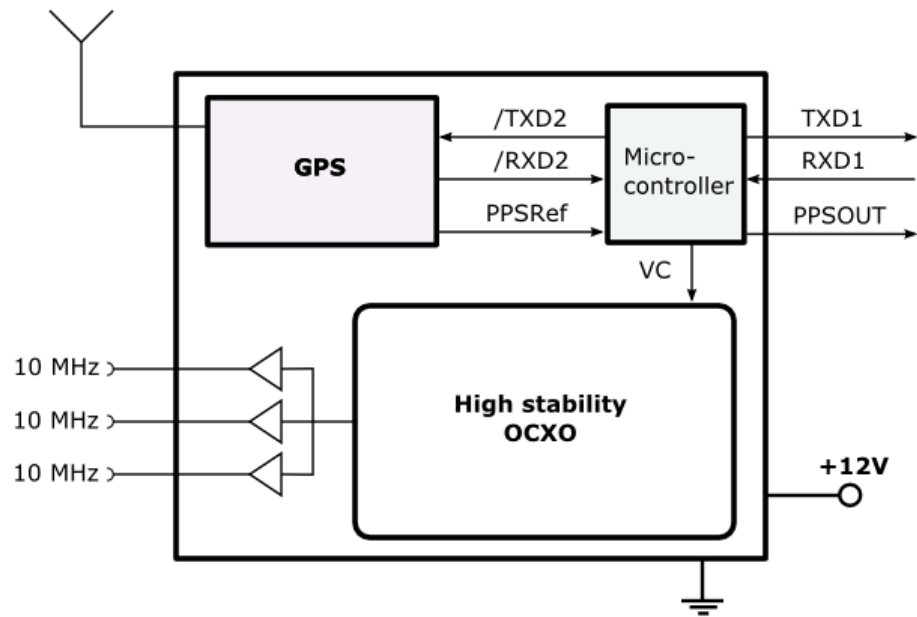 /TXD2
TXD1
GPS
Micro-
controller
/RXD2
RXD1
PPSRef
PPSOUT
VC
10 MHz
High stability
OCXO
10 MHz
10 MHz
+12V